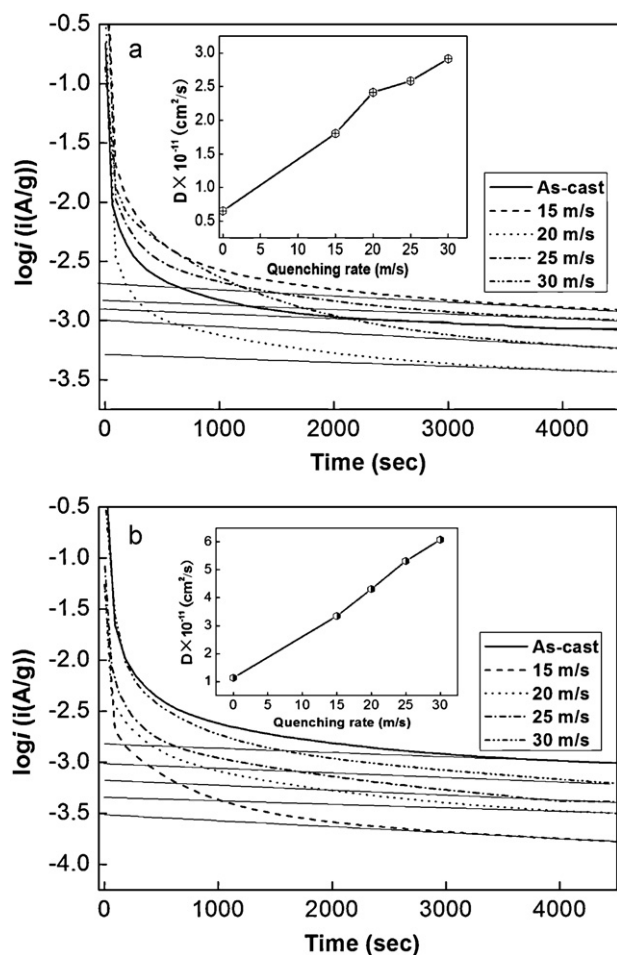 a
logi (i(A/g))
-0.5
-1.0
-1.5
-2.0
-2.5
-3.0
-3.5
0 1000 2000 3000 4000
Time (sec)
D × 10⁻¹¹ (cm²/s)
3.0
2.5
2.0
1.5
1.0
0.5
0 5 10 15 20 25 30
Quenching rate (m/s)
As-cast
15 m/s
20 m/s
25 m/s
30 m/s
b
logi (i(A/g))
-0.5
-1.0
-1.5
-2.0
-2.5
-3.0
-3.5
-4.0
0 1000 2000 3000 4000
Time (sec)
D × 10⁻¹¹ (cm²/s)
6
5
4
3
2
1
0 5 10 15 20 25 30
Quenching rate (m/s)
As-cast
15 m/s
20 m/s
25 m/s
30 m/s